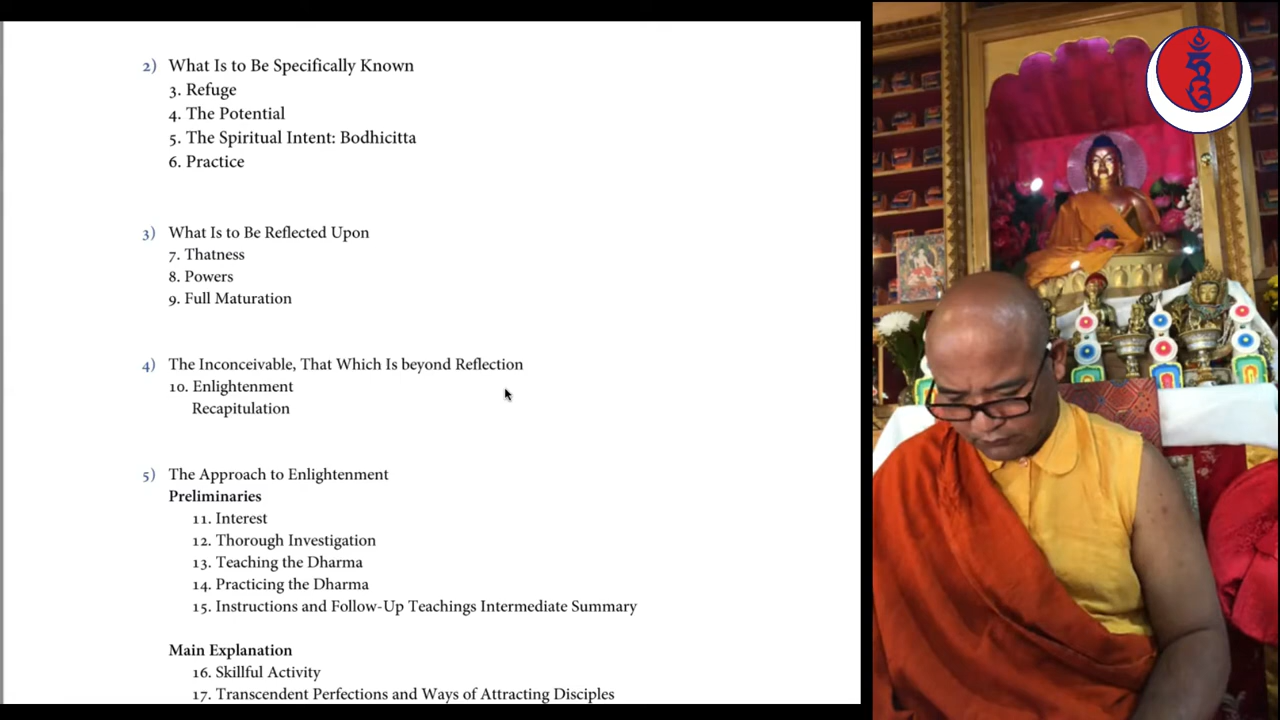 2) What Is to Be Specifically Known
3. Refuge
4. The Potential
5. The Spiritual Intent: Bodhicitta
6. Practice
3) What Is to Be Reflected Upon
7. Thatness
8. Powers
9. Full Maturation
4) The Inconceivable, That Which Is beyond Reflection
10. Enlightenment
Recapitulation
5) The Approach to Enlightenment
Preliminaries
11. Interest
12. Thorough Investigation
13. Teaching the Dharma
14. Practicing the Dharma
15. Instructions and Follow-Up Teachings Intermediate Summary
Main Explanation
16. Skillful Activity
17. Transcendent Perfections and Ways of Attracting Disciples